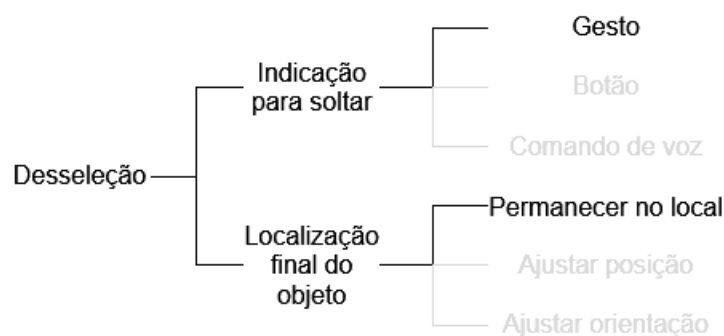 Desseleção
Indicação
para soltar
Gesto
Botão
Comando de voz
Localização
final do
objeto
Permanecer no local
Ajustar posição
Ajustar orientação